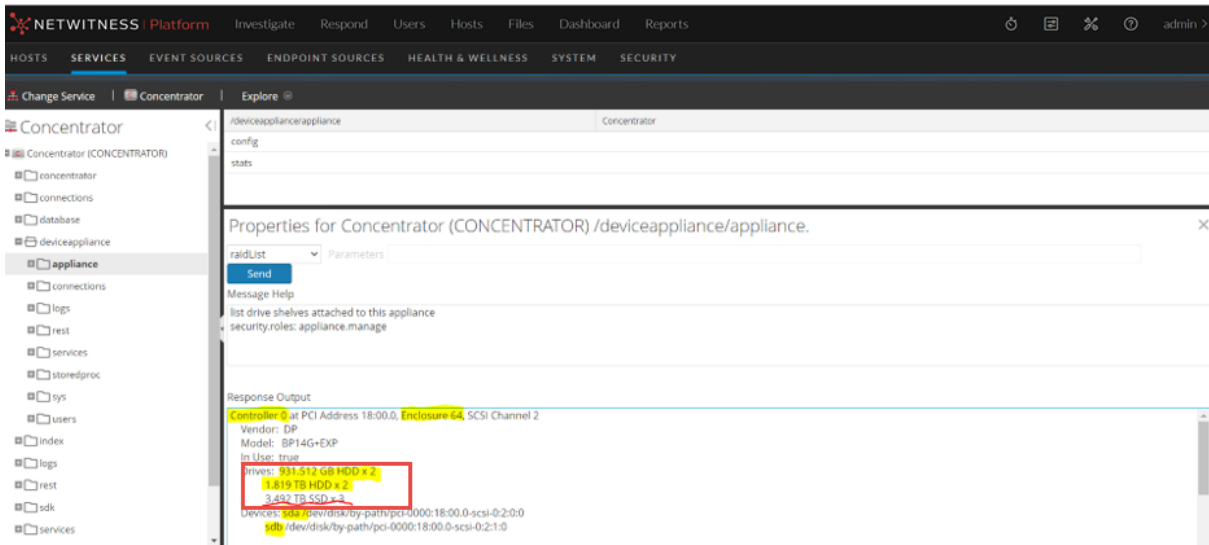 NETWITNESS Platform Investigate Respond Users Hosts Files Dashboard Reports admin >
HOSTS SERVICES EVENT SOURCES ENDPOINT SOURCES HEALTH & WELLNESS SYSTEM SECURITY
Change Service | Concentrator | Explore
Concentrator
Concentrator (CONCENTRATOR)
concentrator
connections
database
deviceappliance
appliance
connections
logs
rest
services
storedproc
sys
users
index
logs
rest
sdk
services
/deviceappliance/appliance Concentrator
config
stats
Properties for Concentrator (CONCENTRATOR) /deviceappliance/appliance.
raidList Parameters
Send
Message Help
list drive shelves attached to this appliance
security.roles: appliance.manage
Response Output
Controller 0 at PCI Address 18:00.0, Enclosure 64, SCSI Channel 2
Vendor: DP
Model: BP14G+EXP
In Use: true
Drives: 931.512 GB HDD x 2
1.819 TB HDD x 2
3.492 TB SSD x 3
Devices: sda /dev/disk/by-path/pci-0000:18:00.0-scsi-0:2:0:0
sdb /dev/disk/by-path/pci-0000:18:00.0-scsi-0:2:1:0